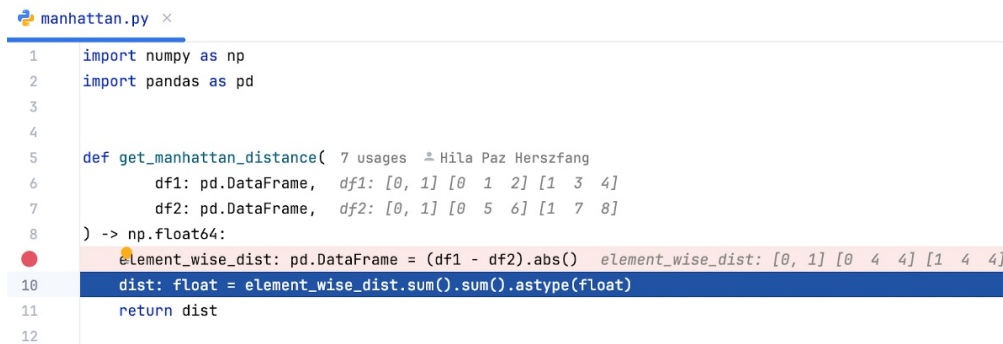 manhattan.py ×
1 import numpy as np
2 import pandas as pd
3
4
5 def get_manhattan_distance( 7 usages Hila Paz Herszfang
6 df1: pd.DataFrame, df1: [0, 1] [0 1 2] [1 3 4]
7 df2: pd.DataFrame, df2: [0, 1] [0 5 6] [1 7 8]
8 ) -> np.float64:
element_wise_dist: pd.DataFrame = (df1 - df2).abs() element_wise_dist: [0, 1] [0 4 4] [1 4 4]
10 dist: float = element_wise_dist.sum().sum().astype(float)
11 return dist
12